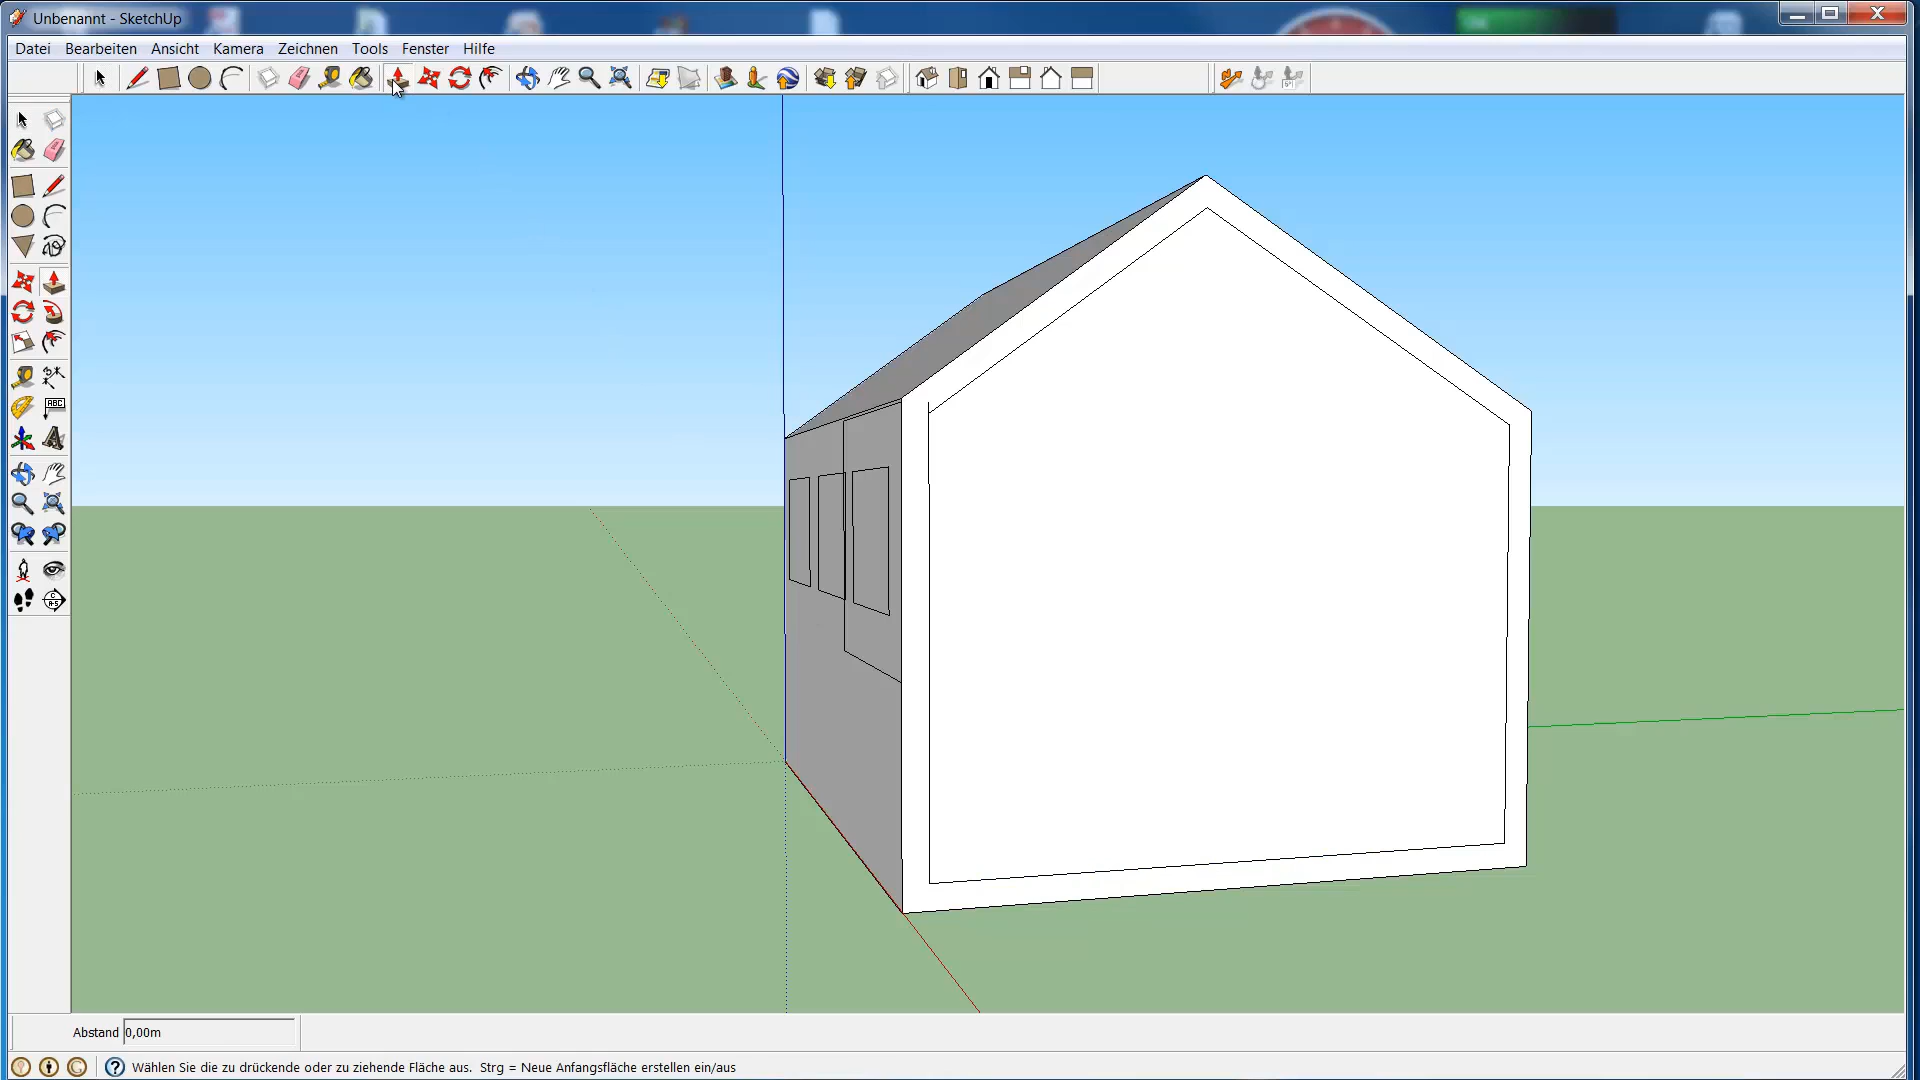 Unbenannt - SketchUp
Datei Bearbeiten Ansicht Kamera Zeichnen Tools Fenster Hilfe
ABC
Abstand 0,00m
Wählen Sie die zu drückende oder zu ziehende Fläche aus. Strg = Neue Anfangsfläche erstellen ein/aus